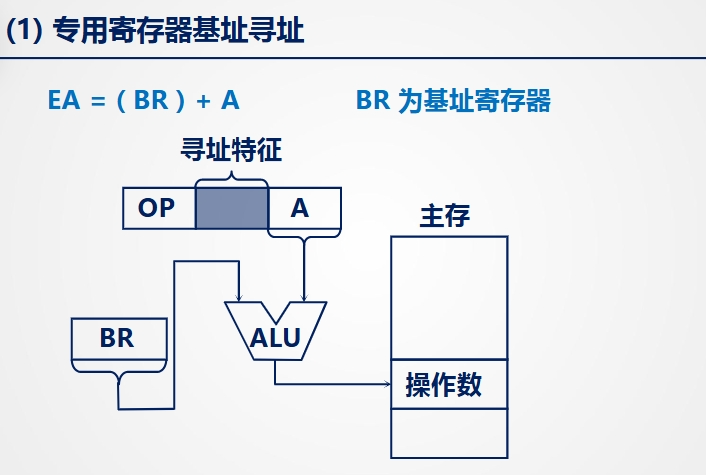 (1) 专用寄存器基址寻址
EA = ( BR ) + A
BR 为基址寄存器
寻址特征
OP
A
主存
BR
ALU
操作数